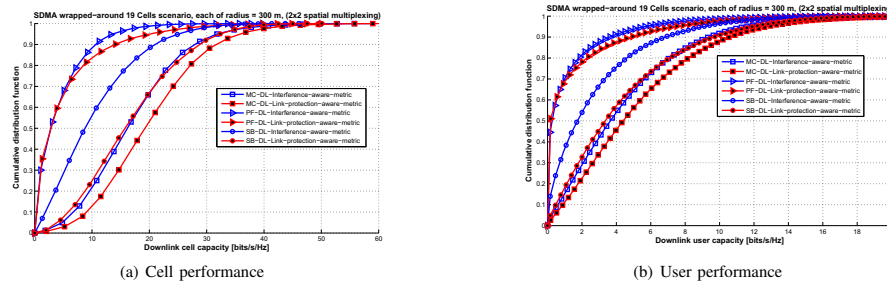 SDMA wrapped−around 19 Cells scenario, each of radius = 300 m, (2x2 spatial multiplexing)
1
0.9
0.8
0.7
0.6
0.5
0.4
0.3
0.2
0.1
0
Cumulative distribution function
MC−DL−Interference−aware−metric
MC−DL−Link−protection−aware−metric
PF−DL−Interference−aware−metric
PF−DL−Link−protection−aware−metric
SB−DL−Interference−aware−metric
SB−DL−Link−protection−aware−metric
0 10 20 30 40 50 60
Downlink cell capacity [bits/s/Hz]
(a) Cell performance
SDMA wrapped−around 19 Cells scenario, each of radius = 300 m, (2x2 spatial multiplexing
1
0.9
0.8
0.7
0.6
0.5
0.4
0.3
0.2
0.1
0
Cumulative distribution function
MC−DL−Interference−aware−metric
MC−DL−Link−protection−aware−metric
PF−DL−Interference−aware−metric
PF−DL−Link−protection−aware−metric
SB−DL−Interference−aware−metric
SB−DL−Link−protection−aware−metric
0 2 4 6 8 10 12 14 16 18
Downlink user capacity [bits/s/Hz]
(b) User performance